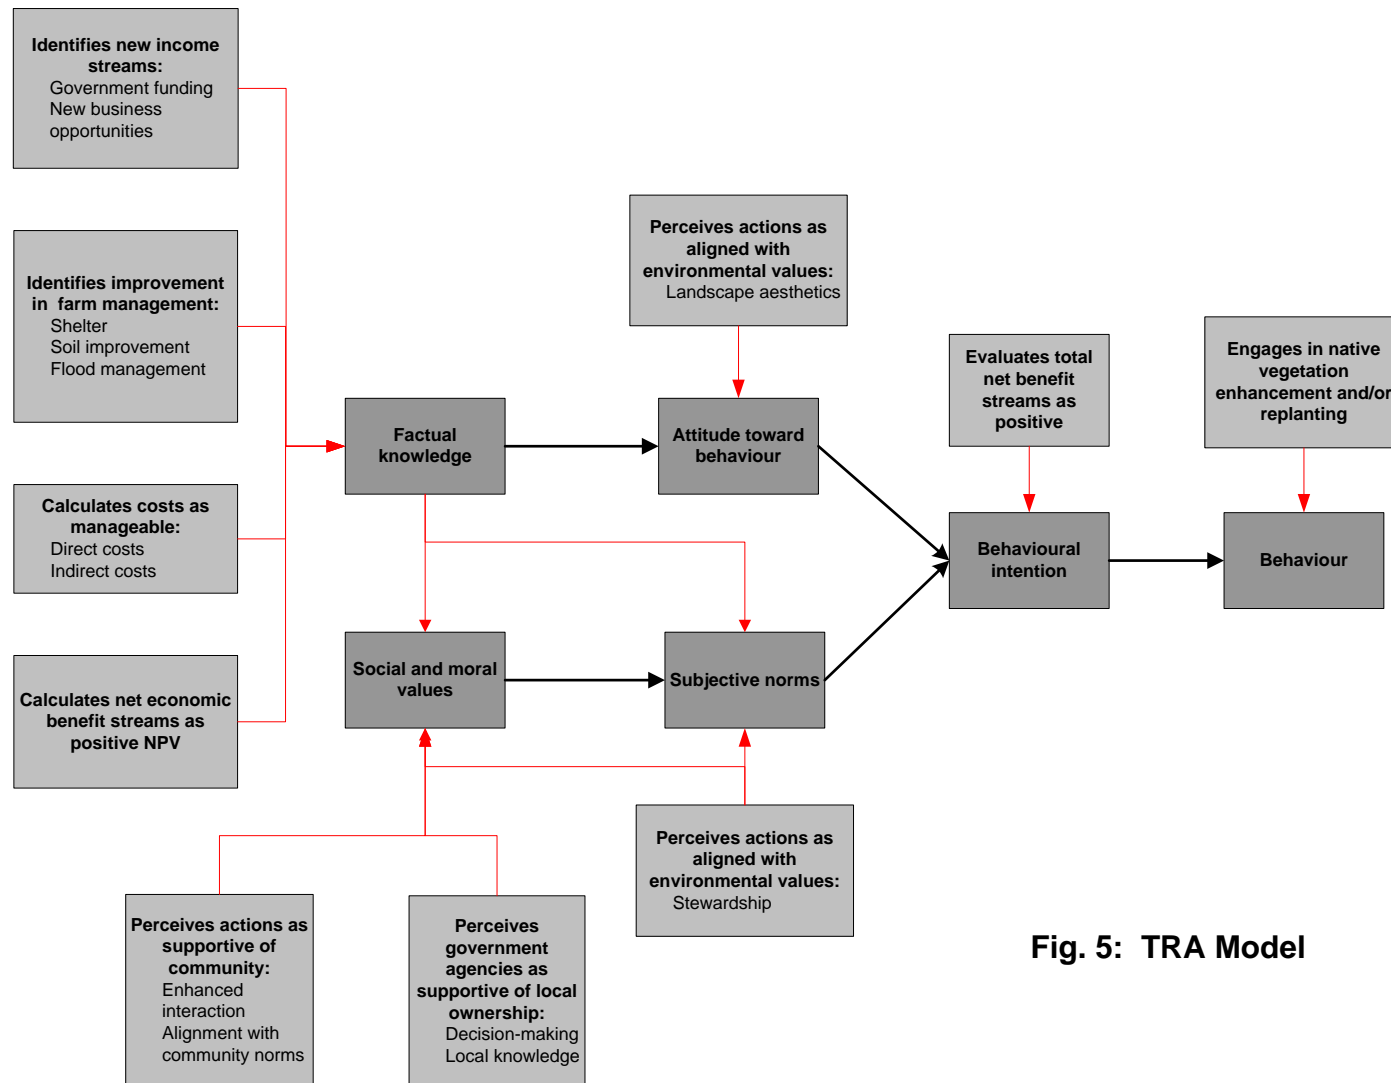 Identifies new income
streams:
Government funding
New business
opportunities
Identifies improvement
in farm management:
Shelter
Soil improvement
Flood management
Calculates costs as
manageable:
Direct costs
Indirect costs
Calculates net economic
benefit streams as
positive NPV
Perceives actions as
aligned with
environmental values:
Landscape aesthetics
Factual
knowledge
Attitude toward
behaviour
Evaluates total
net benefit
streams as
positive
Engages in native
vegetation
enhancement and/or
replanting
Behavioural
intention
Behaviour
Social and moral
values
Subjective norms
Perceives actions as
aligned with
environmental values:
Stewardship
Perceives actions as
supportive of
community:
Enhanced
interaction
Alignment with
community norms
Perceives
government
agencies as
supportive of local
ownership:
Decision-making
Local knowledge
Fig. 5: TRA Model